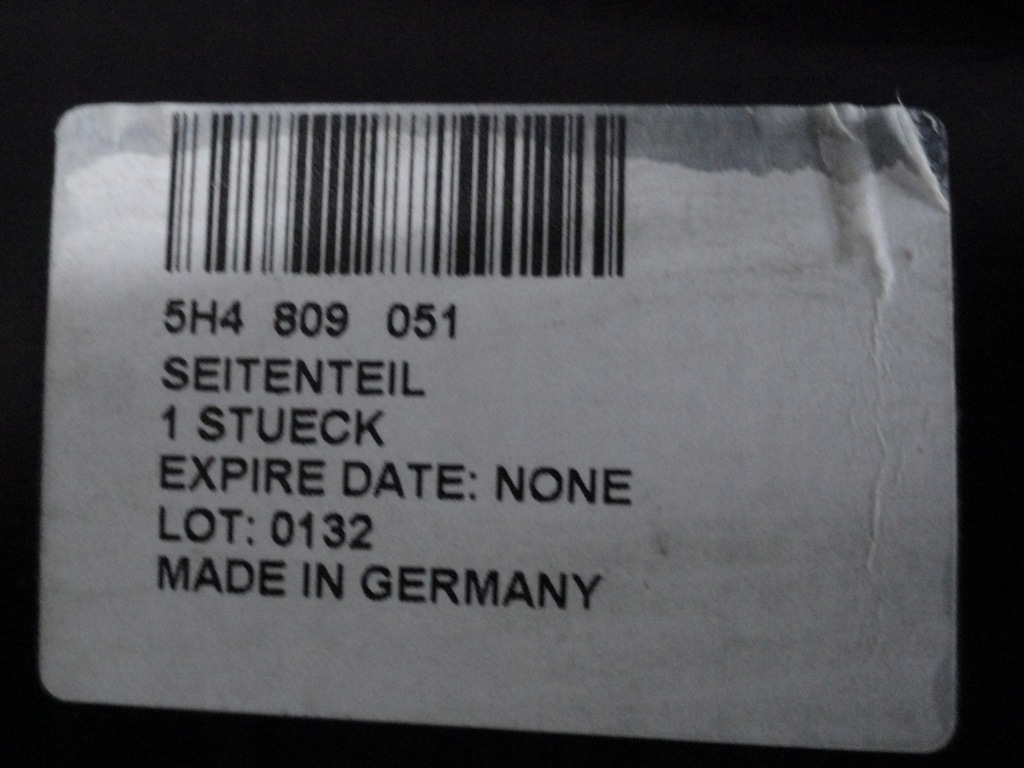 5H4 809 051
SEITENTEIL
1 STUECK
EXPIRE DATE: NONE
LOT: 0132
MADE IN GERMANY